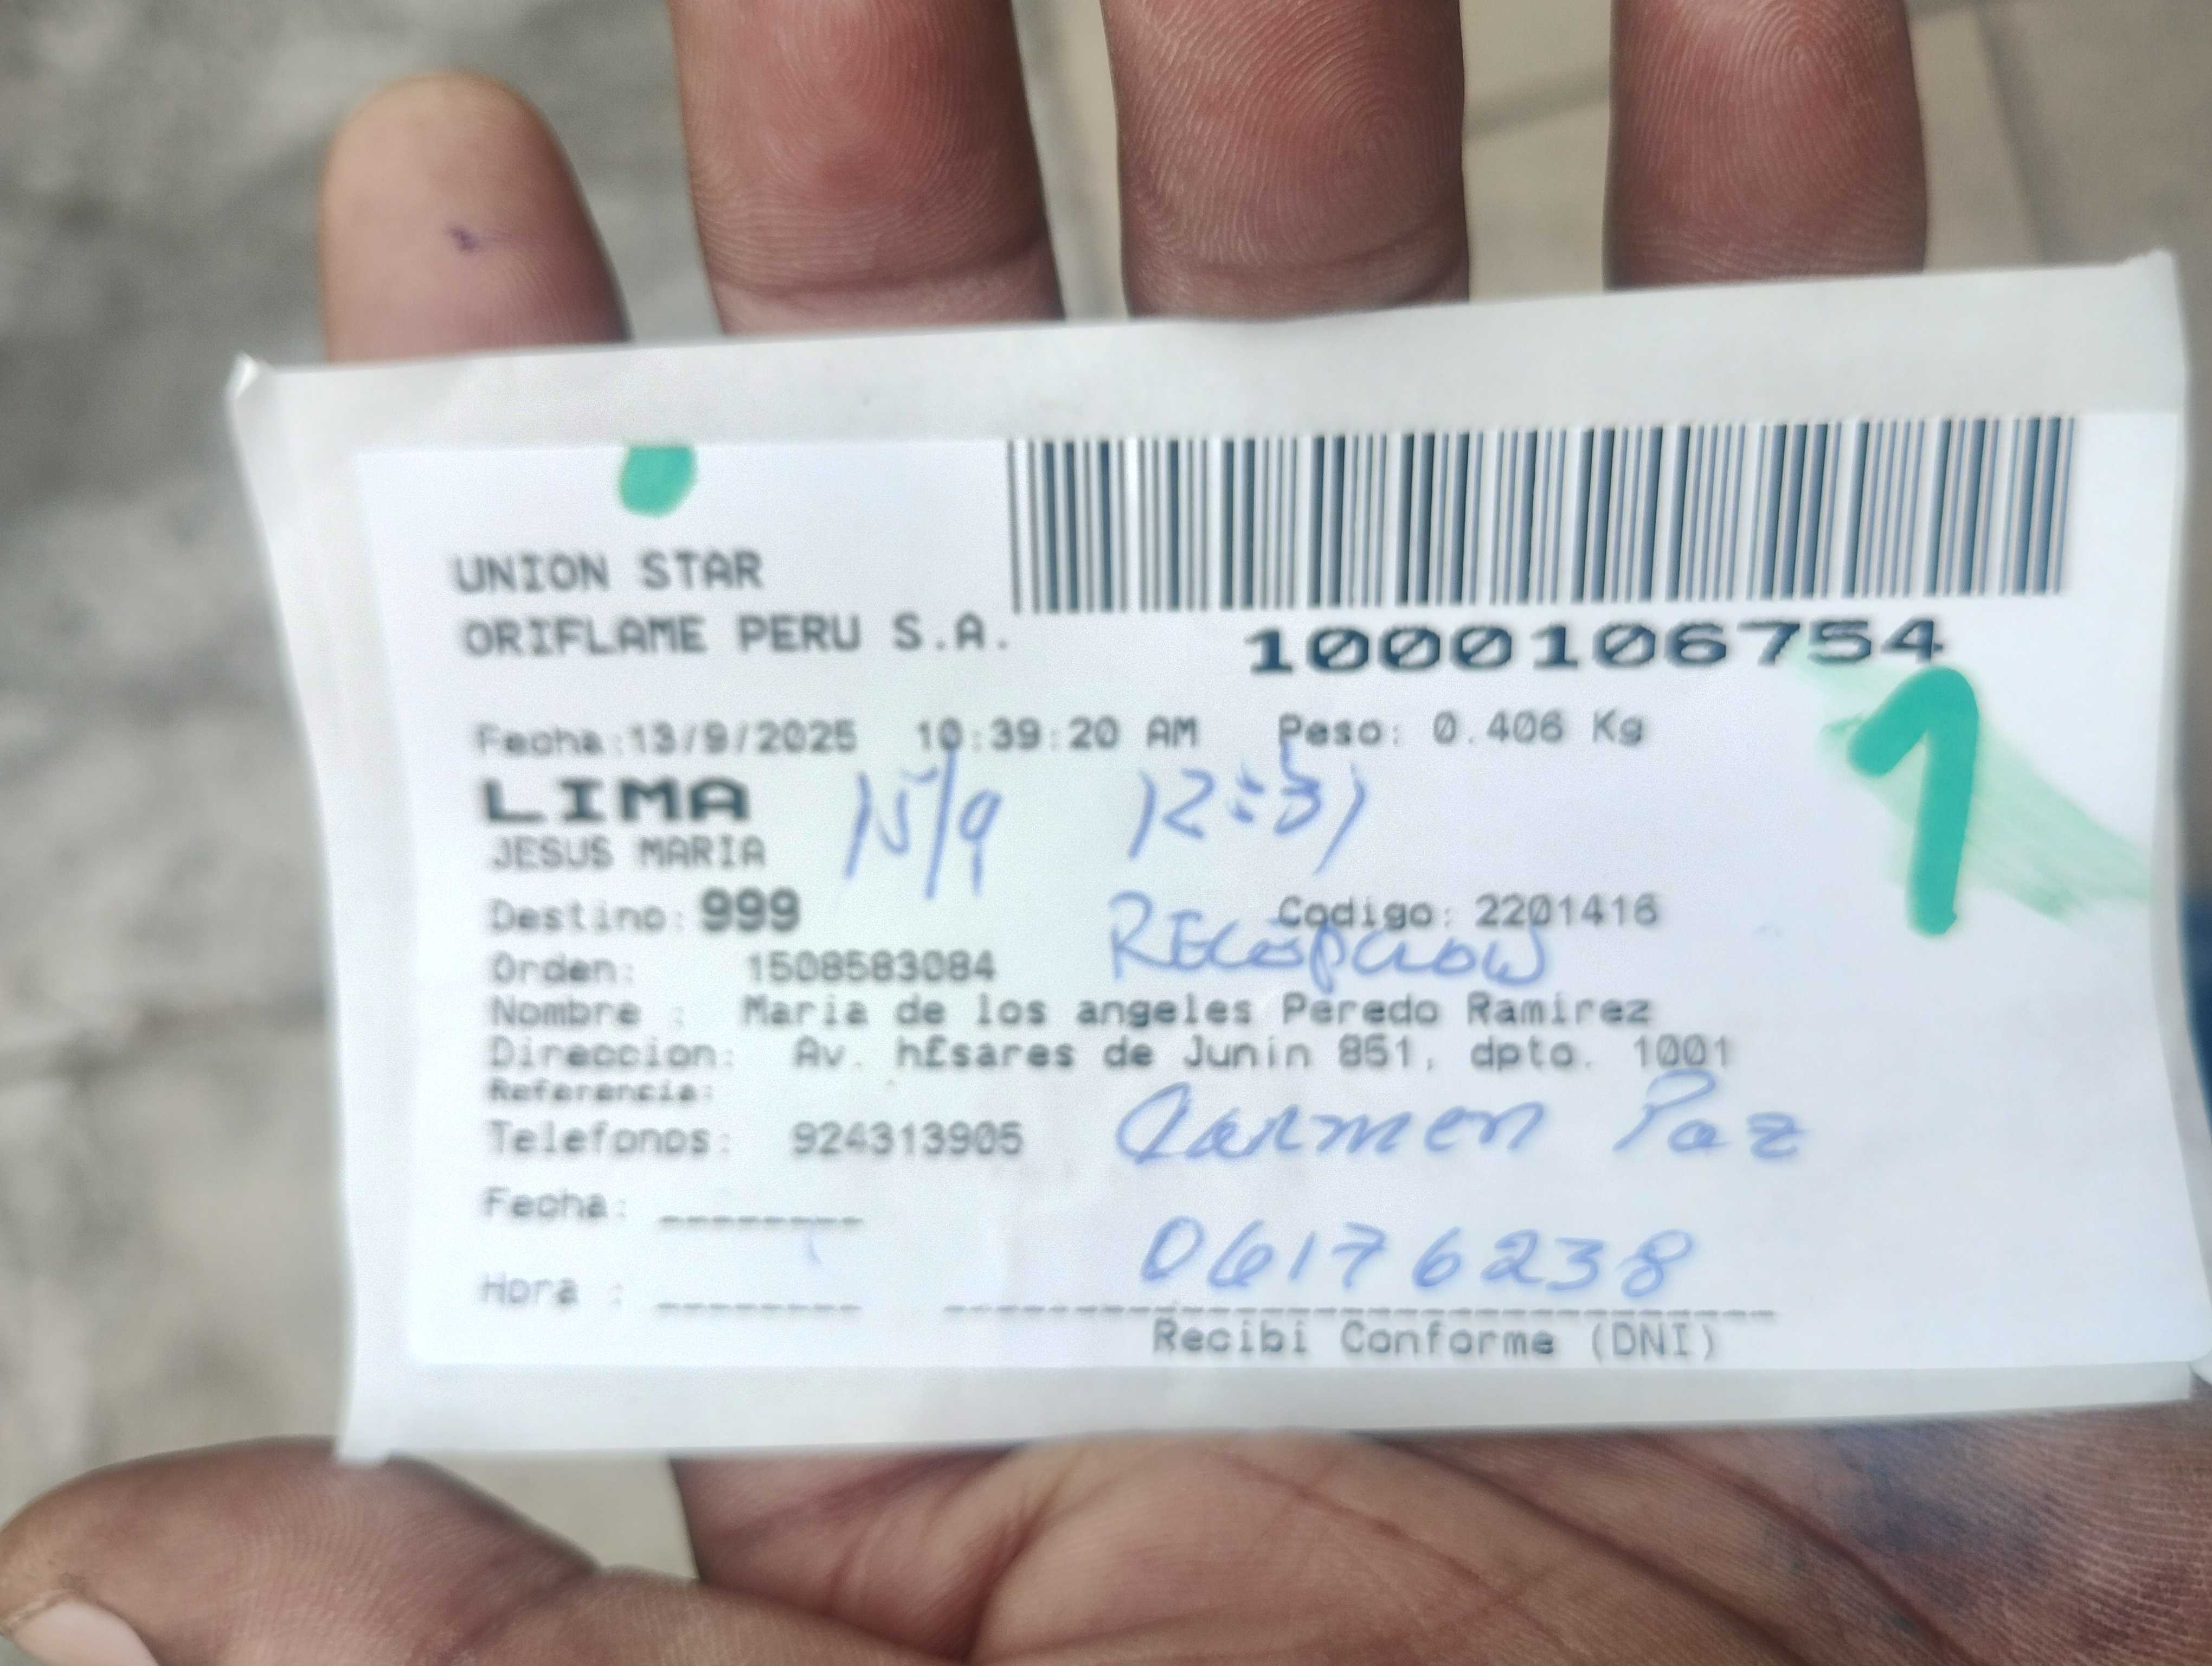 UNION STAR
ORIFLAME PERU S.A.
1000106754
1
Fecha:13/9/2025 10:39:20 AM Peso: 0.406 Kg
LIMA 15/9 12:31
JESUS MARIA
Destino: 999 Codigo: 2201416
Orden: 1508583084 RECEPCION
Nombre : Maria de los angeles Peredo Ramirez
Direccion: Av. h£sares de Junin 851, dpto. 1001
Referencia:
Telefonos: 924313905 Carmen Paz
Fecha: ________
06176238
Hora : ________
Recibi Conforme (DNI)